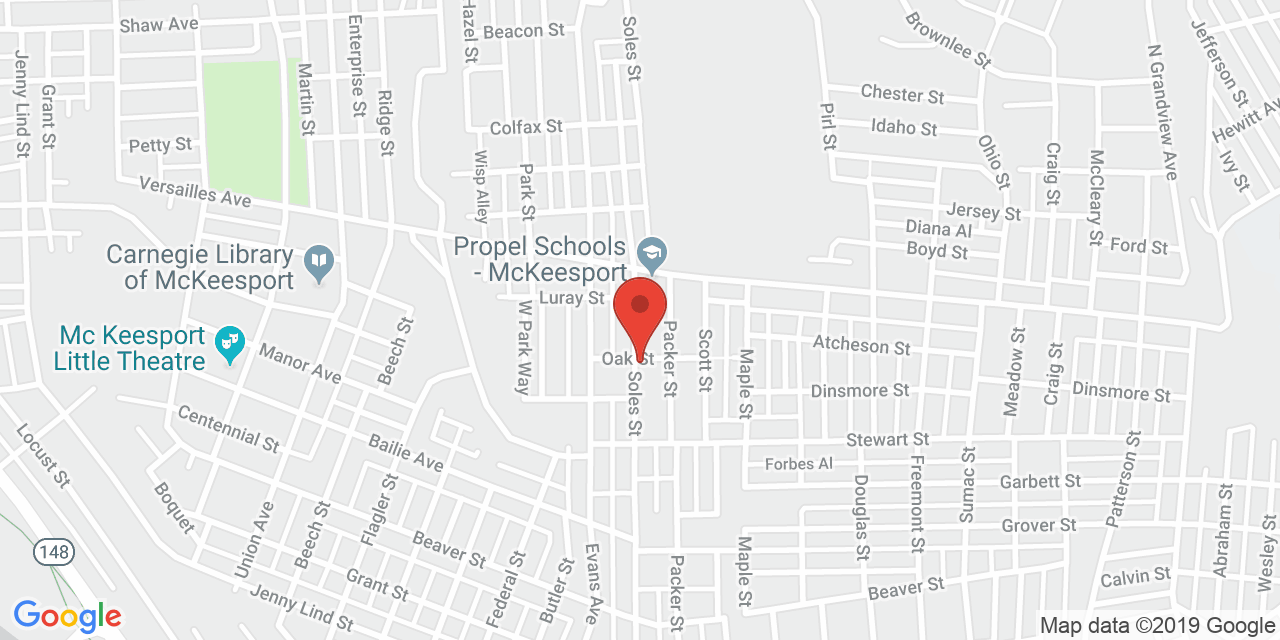 Shaw Ave
Jenny Lind St
Grant St
Martin St
Enterprise St
Ridge St
Petty St
Versailles Ave
Hazel St
Beacon St
Soles St
Colfax St
Wisp Alley
Park St
Brownlee St
Chester St
Idaho St
Pirl St
Ohio St
Craig St
McCleary St
N Grandview Ave
Jefferson St
Hewitt Av
Ivy St
Jersey St
Diana Al
Boyd St
Ford St
Carnegie Library
of McKeesport
Propel Schools
- McKeesport
Luray St
W Park Way
Mc Keesport
Little Theatre
Manor Ave
Beech St
Oak St
Soles St
Packer St
Scott St
Maple St
Atcheson St
Dinsmore St
Meadow St
Craig St
Dinsmore St
Centennial St
Bailie Ave
Stewart St
Forbes Al
Garbett St
Grover St
Locust St
Boquet
Union Ave
Beech St
Flagler St
Beaver St
Grant St
Jenny Lind St
Federal St
Butler St
Evans Ave
Packer St
Maple St
Douglas St
Freemont St
Sumac St
Patterson St
Beaver St
Calvin St
Abraham St
Wesley St
148
Google
Map data ©2019 Google